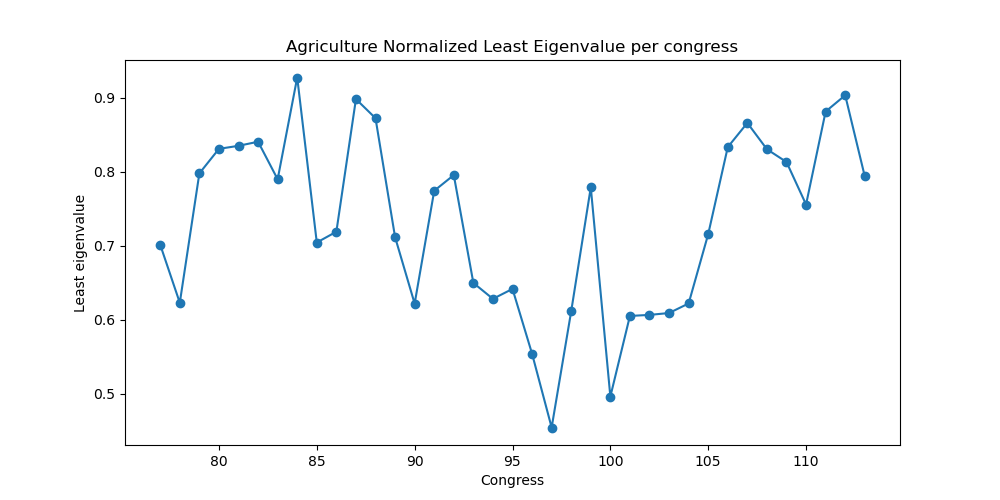 Agriculture Normalized Least Eigenvalue per congress
0.9
0.8
0.7
0.6
0.5
Least eigenvalue
80 85 90 95 100 105 110
Congress